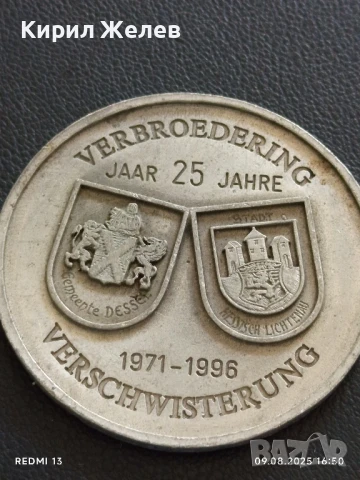 Кирил Желев
VERBROEDERING
JAAR 25 JAHRE
Gemeente DESSEL
STADT
HESSISCH LICHTENAU
1971-1996
VERSCHWISTERUNG
REDMI 13
09.08.2025 16:50
BAZAR